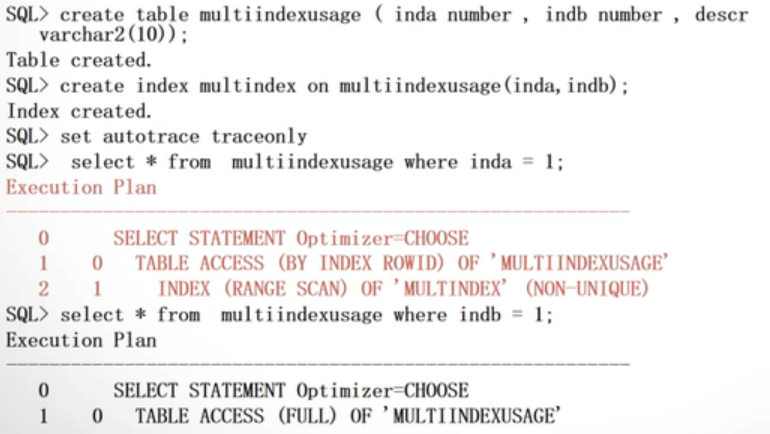 SQL> create table multiindexusage ( inda number , indb number , descr
varchar2(10));
Table created.
SQL> create index multindex on multiindexusage(inda,indb);
Index created.
SQL> set autotrace traceonly
SQL>  select * from  multiindexusage where inda = 1;
Execution Plan
----------------------------------------------------------
0      SELECT STATEMENT Optimizer=CHOOSE
1    0   TABLE ACCESS (BY INDEX ROWID) OF 'MULTIINDEXUSAGE'
2    1     INDEX (RANGE SCAN) OF 'MULTINDEX' (NON-UNIQUE)
SQL> select * from  multiindexusage where indb = 1;
Execution Plan
----------------------------------------------------------
0      SELECT STATEMENT Optimizer=CHOOSE
1    0   TABLE ACCESS (FULL) OF 'MULTIINDEXUSAGE'